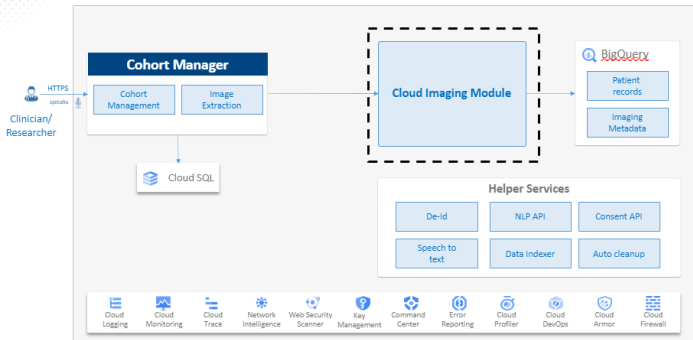 Cohort Manager
Cohort
Management
Image
Extraction
HTTPS
speaks
Clinician/
Researcher
Cloud SQL
Cloud Imaging Module
BigQuery
Patient
records
Imaging
Metadata
Helper Services
De-Id
NLP API
Consent API
Speech to
text
Data Indexer
Auto cleanup
Cloud
Logging
Cloud
Monitoring
Cloud
Trace
Network
Intelligence
Web Security
Scanner
Key
Management
Command
Center
Error
Reporting
Cloud
Profiler
Cloud
DevOps
Cloud
Armor
Cloud
Firewall